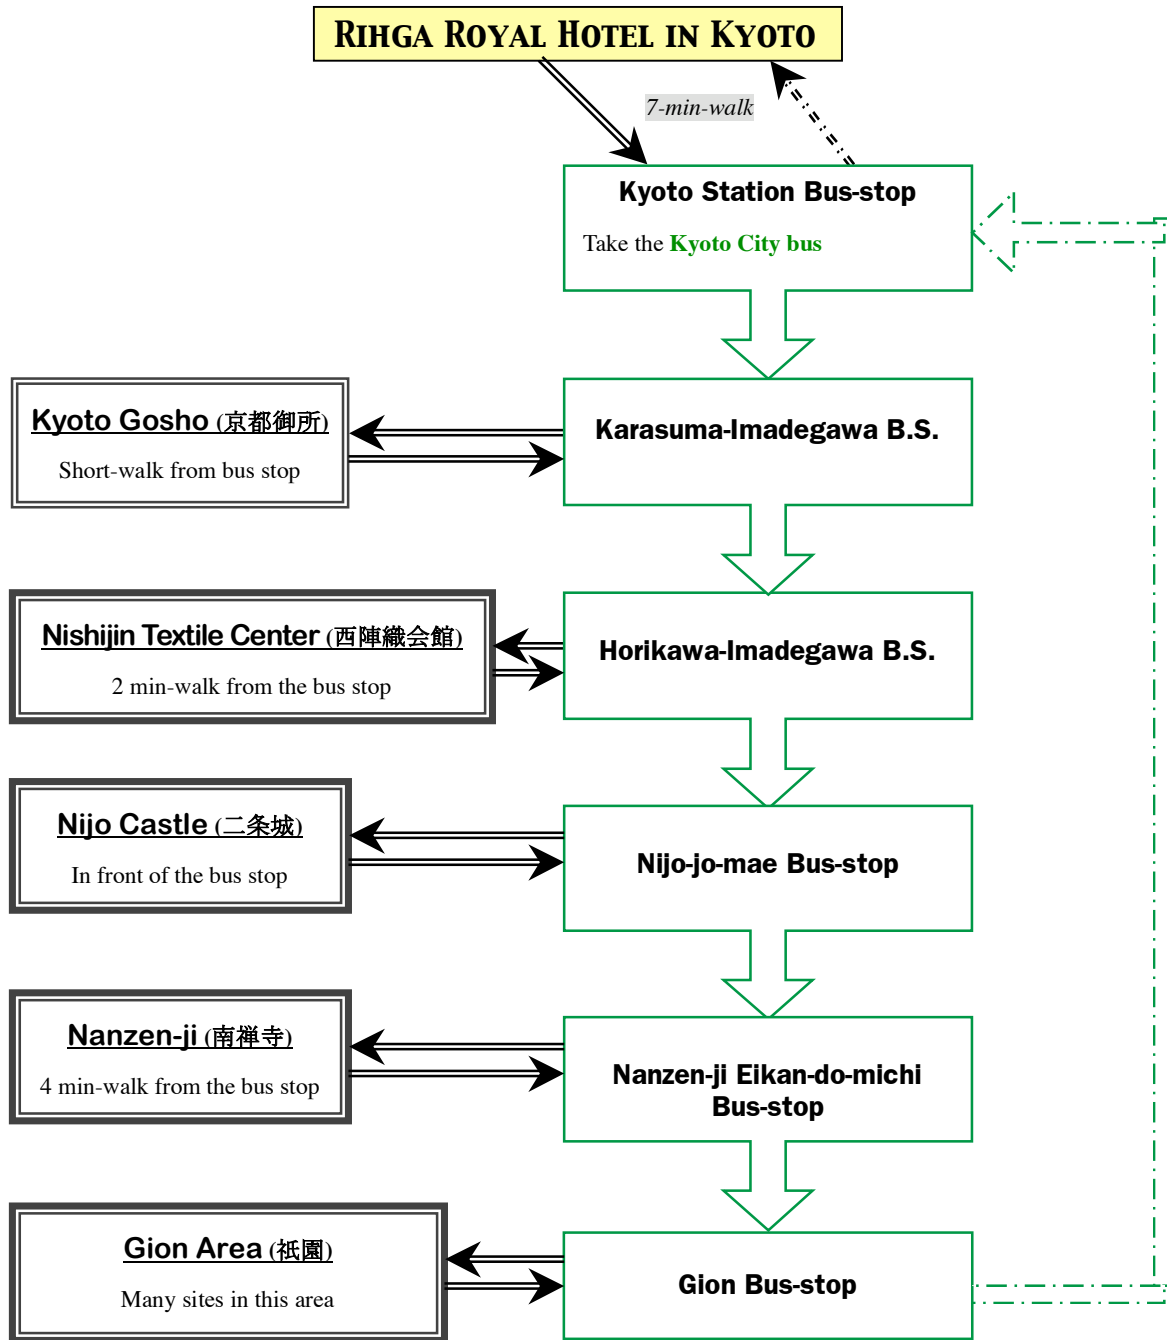 RIHGA ROYAL HOTEL IN KYOTO
7-min-walk
Kyoto Station Bus-stop
Take the Kyoto City bus
Kyoto Gosho (京都御所)
Short-walk from bus stop
Karasuma-Imadegawa B.S.
Nishijin Textile Center (西陣織会館)
2 min-walk from the bus stop
Horikawa-Imadegawa B.S.
Nijo Castle (二条城)
In front of the bus stop
Nijo-jo-mae Bus-stop
Nanzen-ji (南禅寺)
4 min-walk from the bus stop
Nanzen-ji Eikan-do-michi
Bus-stop
Gion Area (祇園)
Many sites in this area
Gion Bus-stop